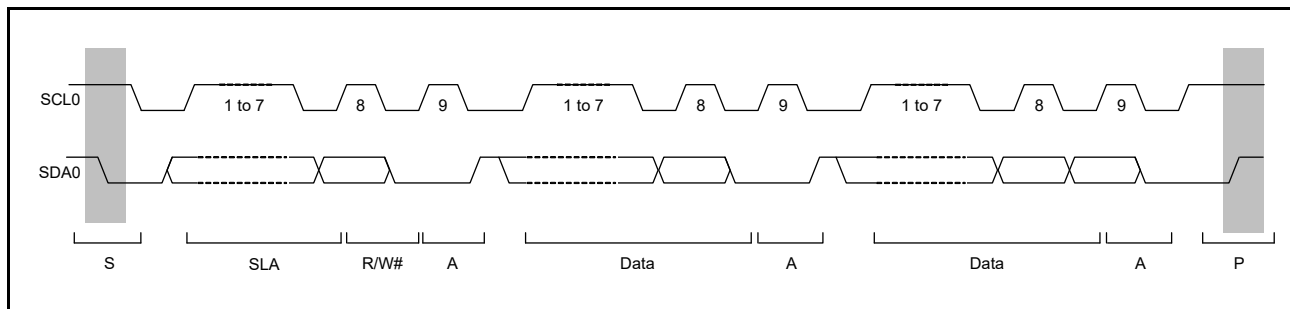 SCL0 1 to 7 8 9 1 to 7 8 9 1 to 7 8 9
SDA0
S SLA R/W# A Data A Data A P